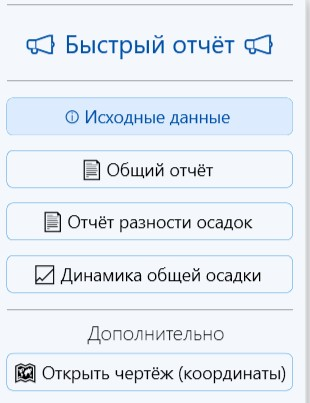 Быстрый отчёт
Исходные данные
Общий отчёт
Отчёт разности осадок
Динамика общей осадки
Дополнительно
Открыть чертёж (координаты)